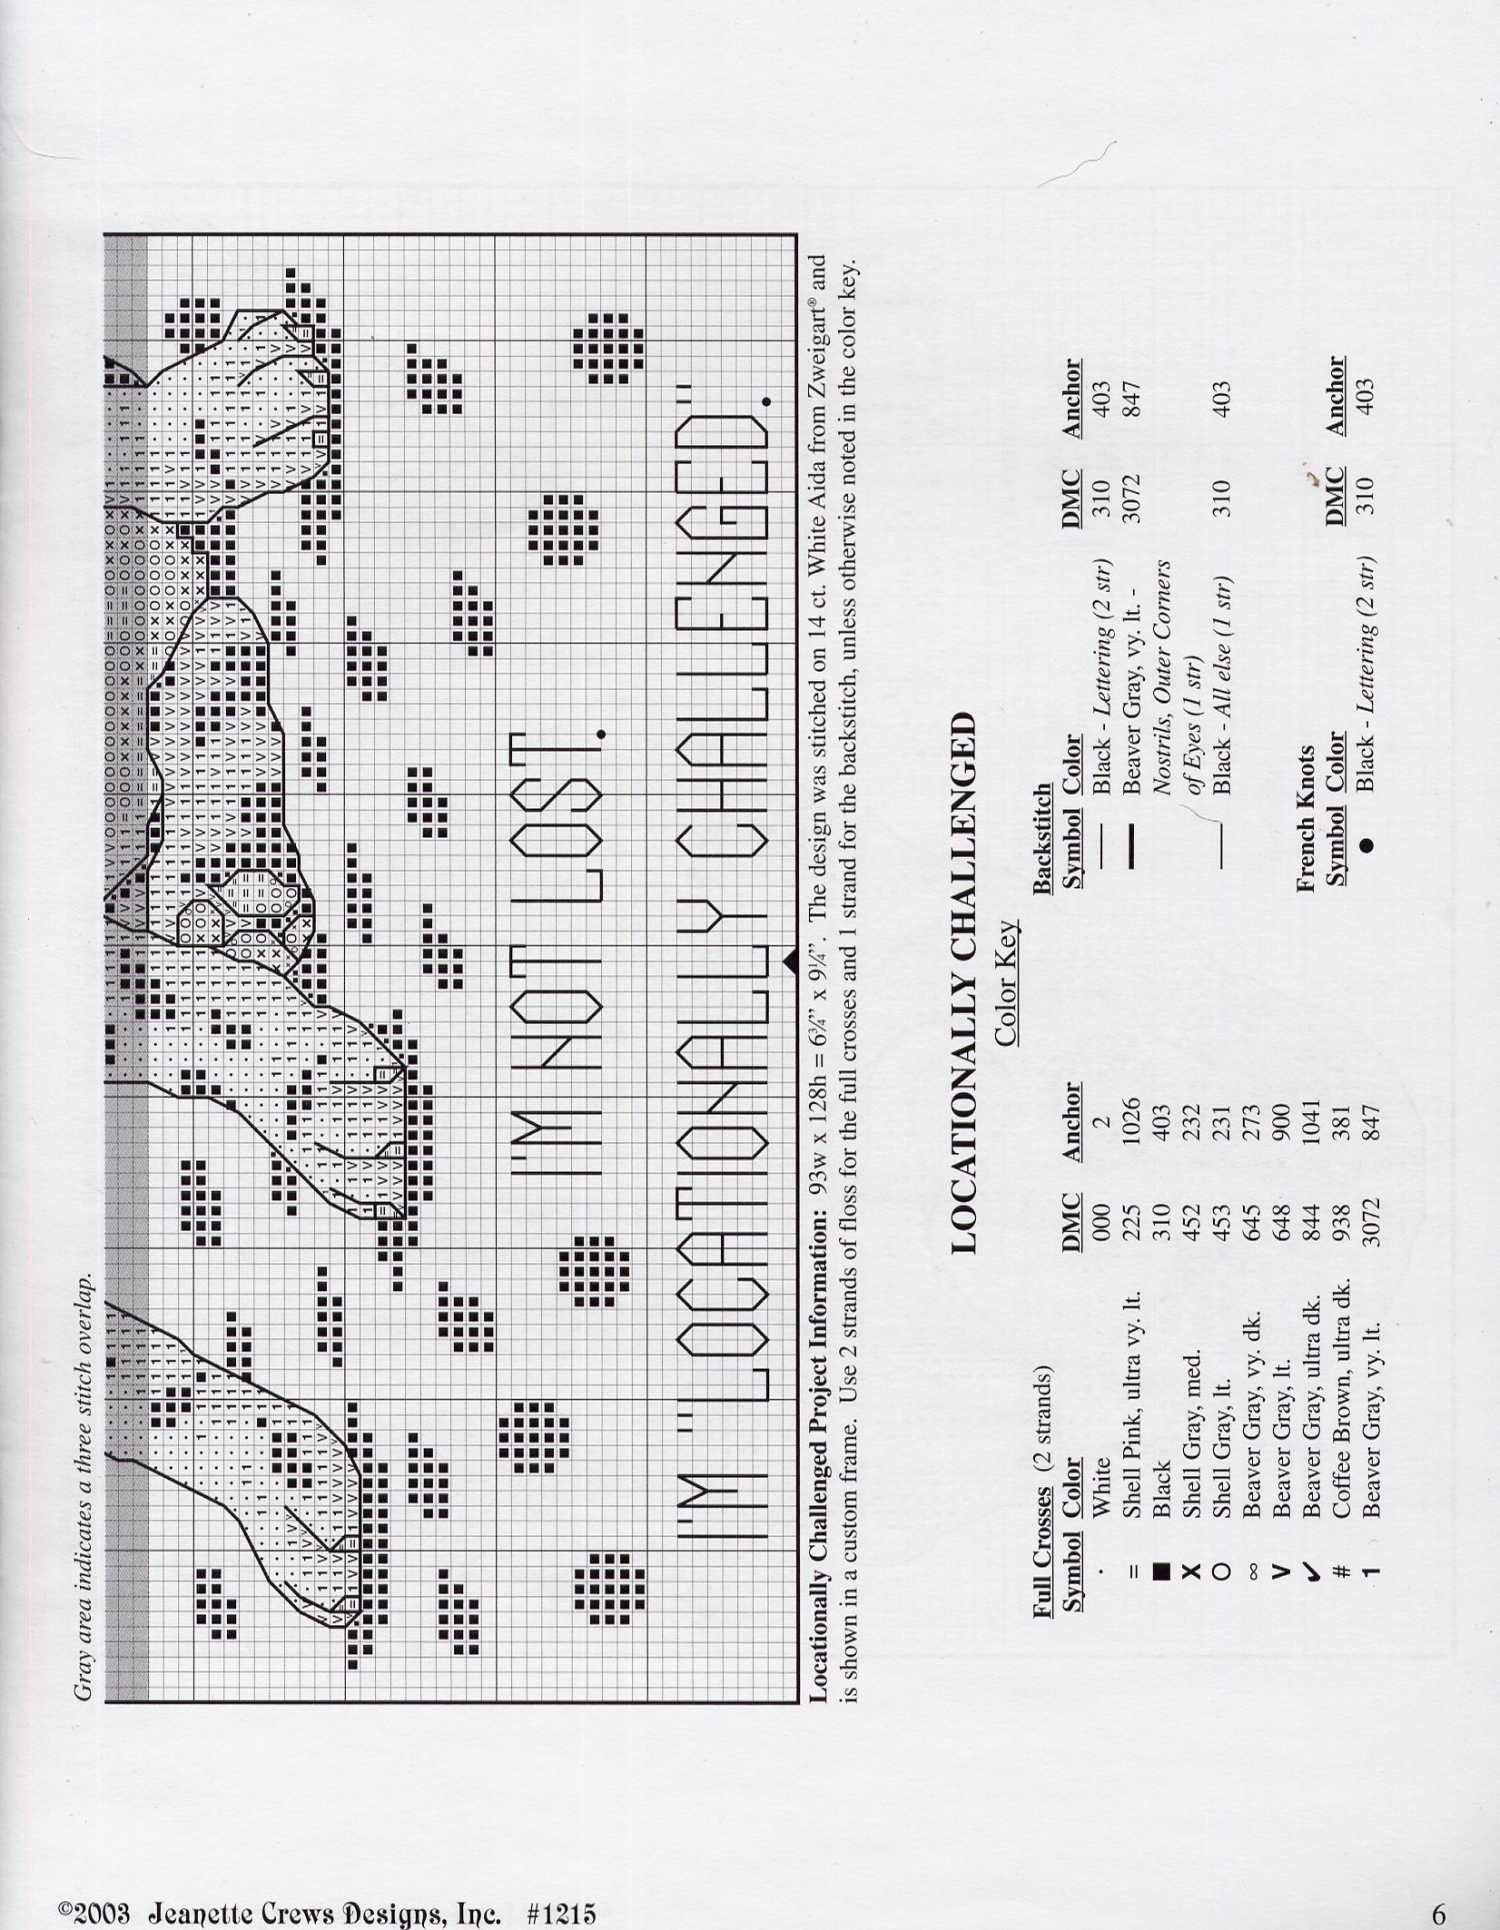 Gray area indicates a three stitch overlap.
I'M NOT LOST.
I'M "LOCATIONALLY CHALLENGED".
Locationally Challenged Project Information: 93w x 128h = 6¾" x 9¼". The design was stitched on 14 ct. White Aida from Zweigart® and
is shown in a custom frame. Use 2 strands of floss for the full crosses and 1 strand for the backstitch, unless otherwise noted in the color key.
LOCATIONALLY CHALLENGED
Color Key
Full Crosses (2 strands)
Symbol Color DMC Anchor
· White 000 2
= Shell Pink, ultra vy. lt. 225 1026
■ Black 310 403
X Shell Gray, med. 452 232
O Shell Gray, lt. 453 231
∞ Beaver Gray, vy. dk. 645 273
V Beaver Gray, lt. 648 900
✓ Beaver Gray, ultra dk. 844 1041
# Coffee Brown, ultra dk. 938 381
1 Beaver Gray, vy. lt. 3072 847
Backstitch
Symbol Color DMC Anchor
Black - Lettering (2 str) 310 403
Beaver Gray, vy. lt. - 3072 847
Nostrils, Outer Corners
of Eyes (1 str)
Black - All else (1 str) 310 403
French Knots
Symbol Color DMC Anchor
● Black - Lettering (2 str) 310 403
©2003 Jeanette Crews Designs, Inc. #1215
6